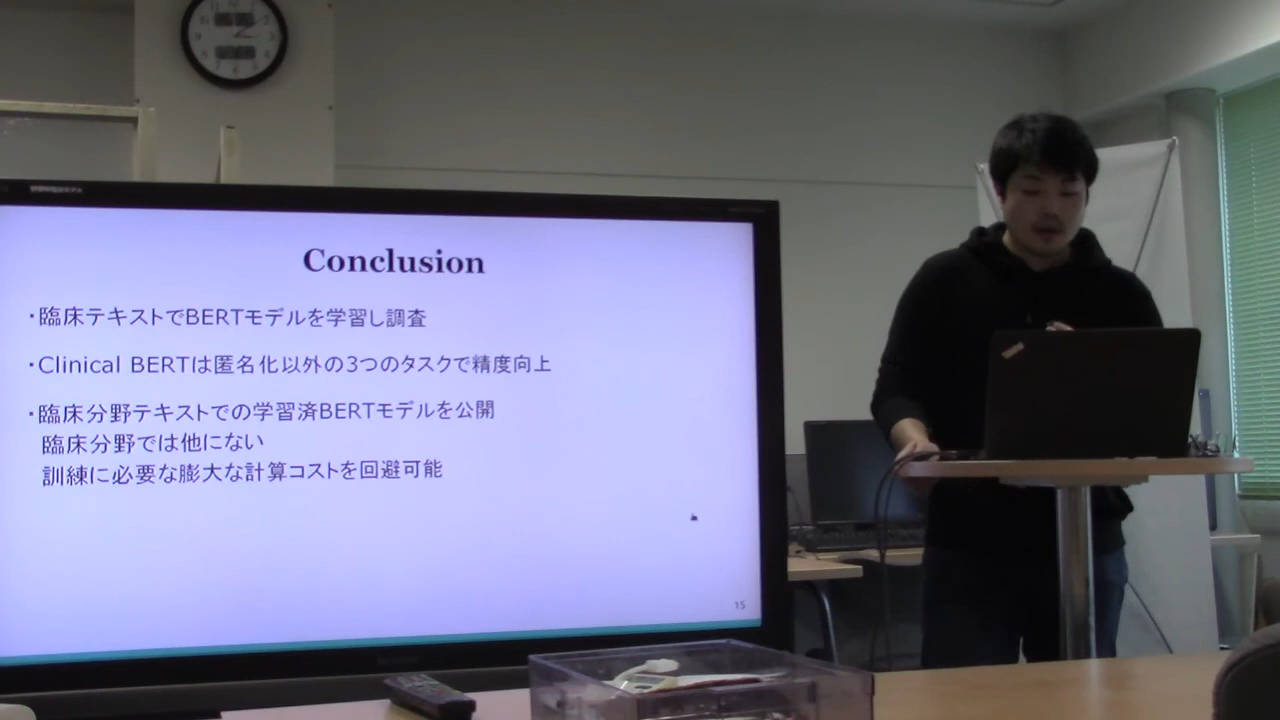 Conclusion
・臨床テキストでBERTモデルを学習し調査
・Clinical BERTは匿名化以外の3つのタスクで精度向上
・臨床分野テキストでの学習済BERTモデルを公開
臨床分野では他にない
訓練に必要な膨大な計算コストを回避可能
15